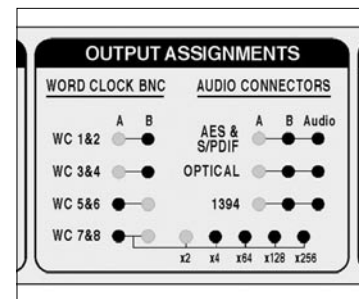 OUTPUT ASSIGNMENTS
WORD CLOCK BNC AUDIO CONNECTORS
A B A B Audio
WC 1&2 AES & S/PDIF
WC 3&4 OPTICAL
WC 5&6 1394
WC 7&8
x2 x4 x64 x128 x256